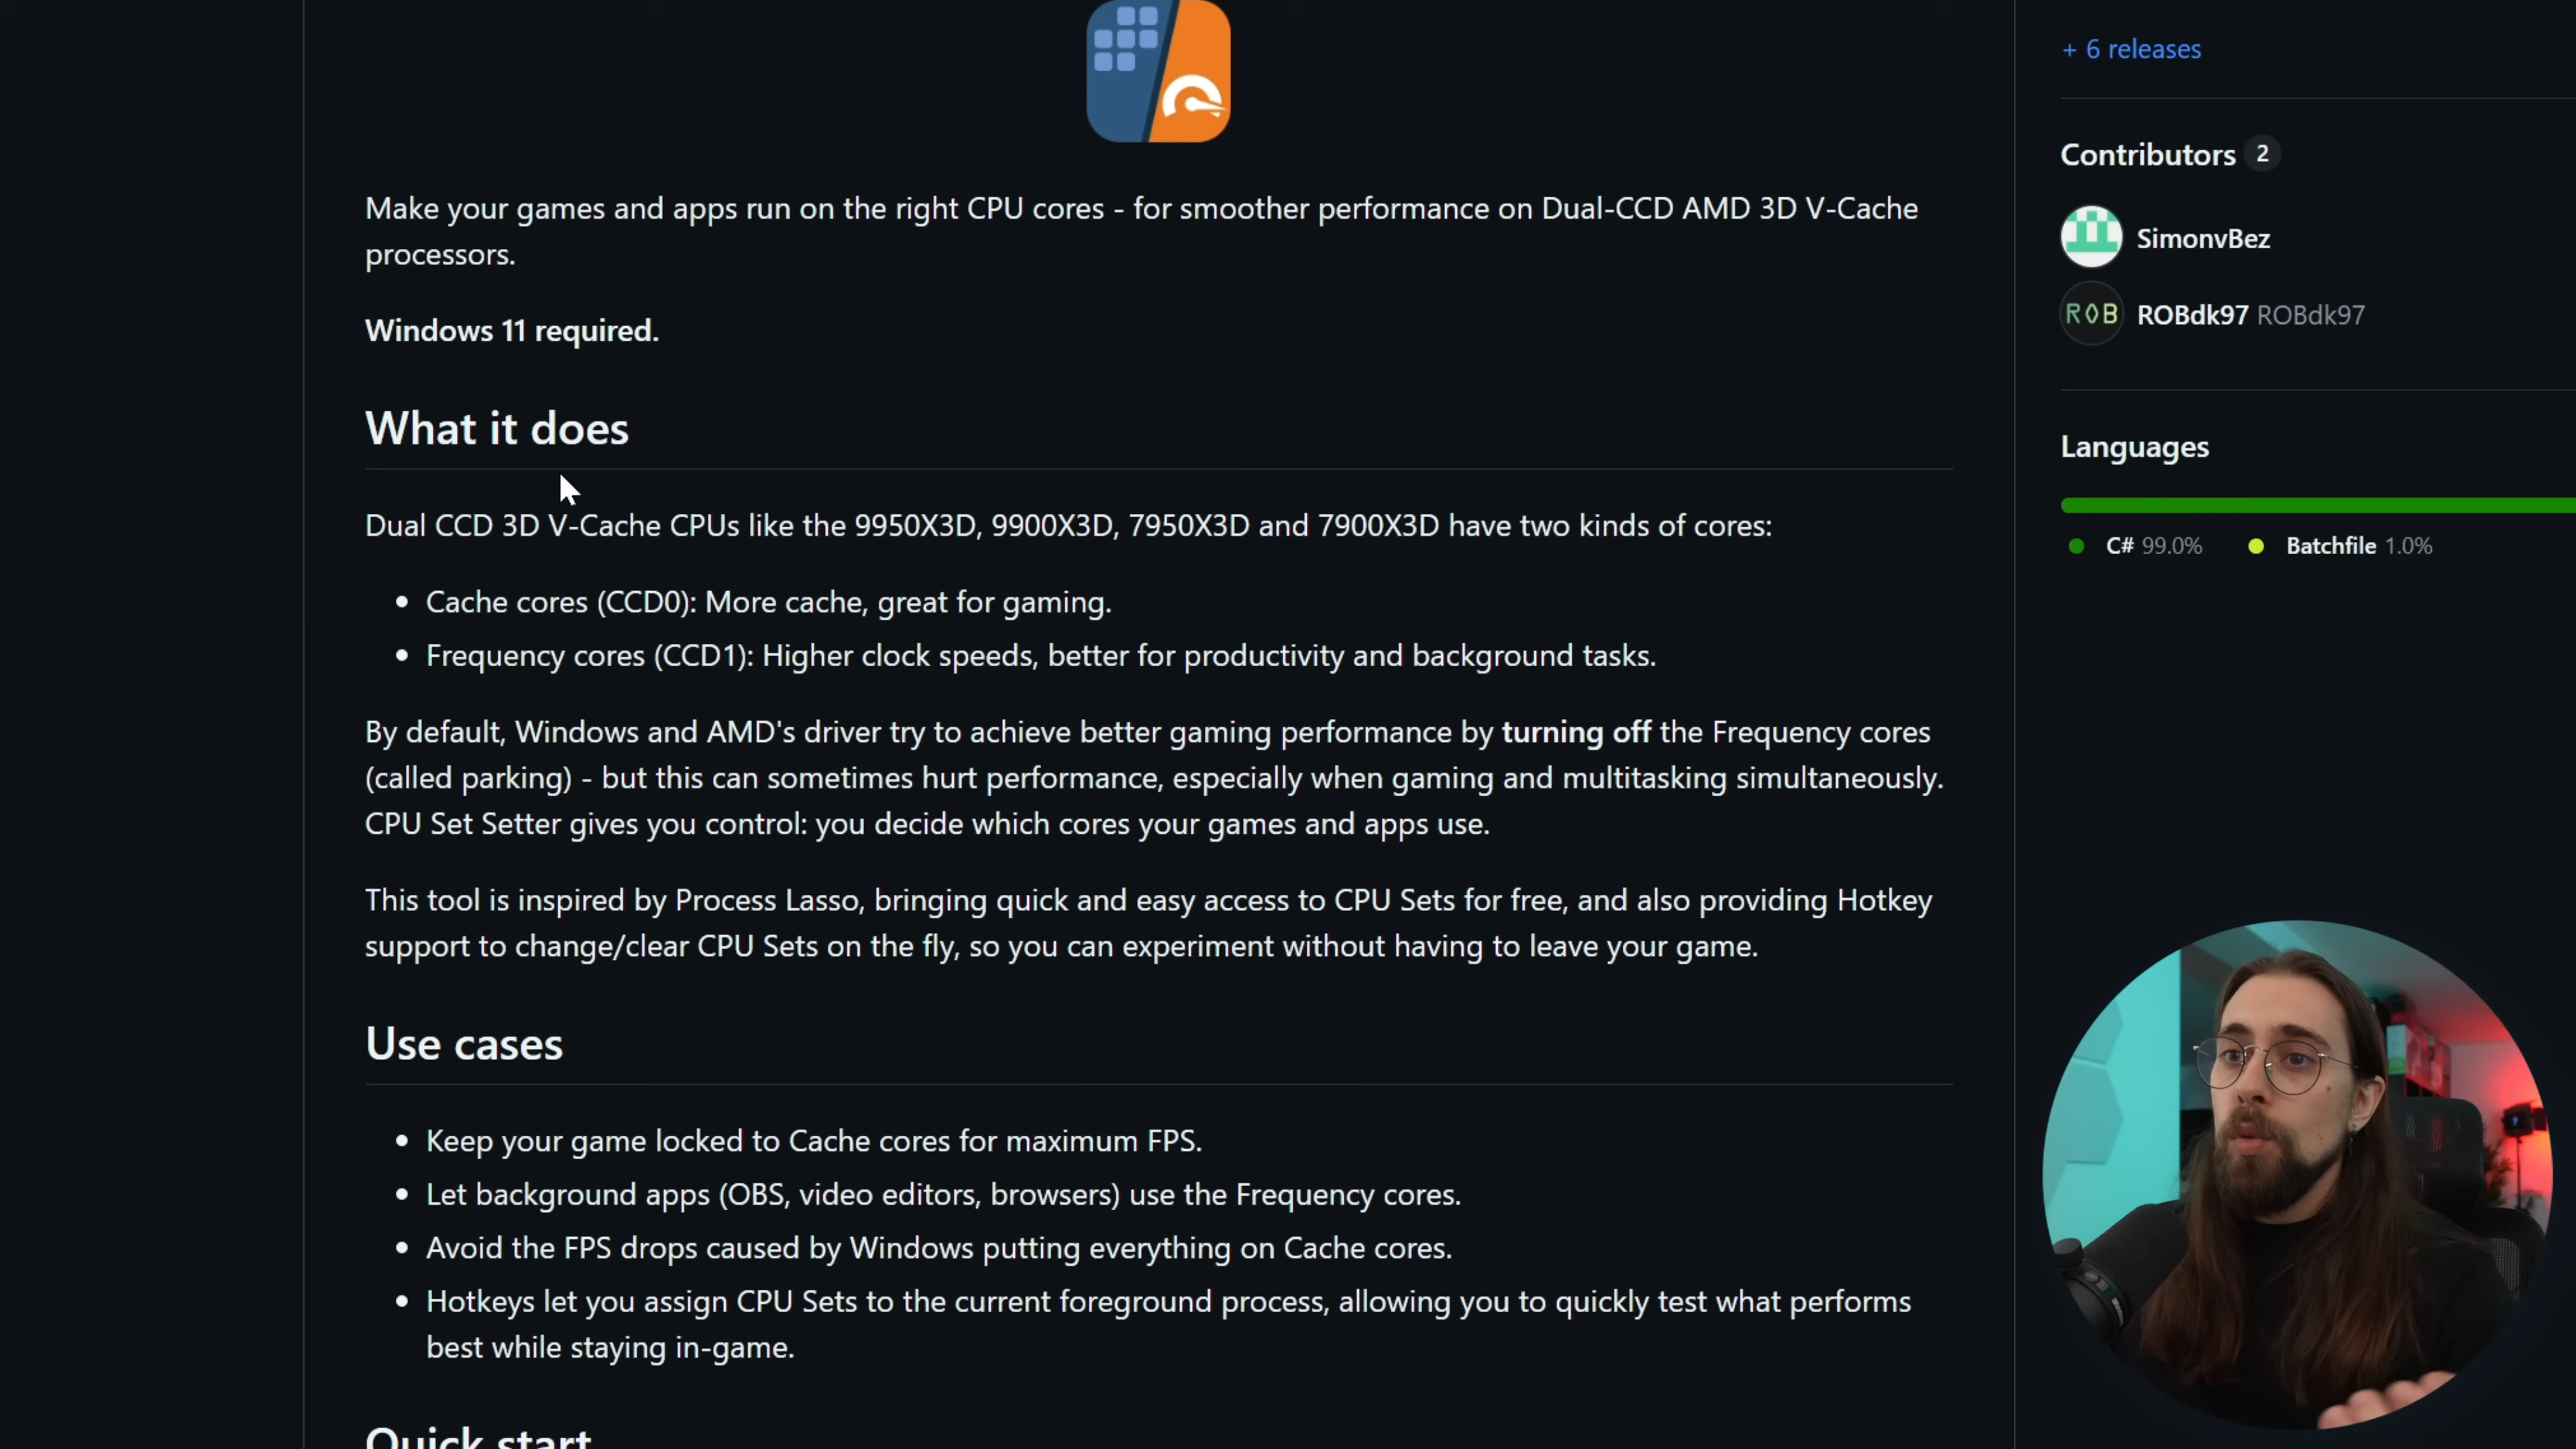 Make your games and apps run on the right CPU cores - for smoother performance on Dual-CCD AMD 3D V-Cache
processors.
Windows 11 required.
What it does
Dual CCD 3D V-Cache CPUs like the 9950X3D, 9900X3D, 7950X3D and 7900X3D have two kinds of cores:
• Cache cores (CCD0): More cache, great for gaming.
• Frequency cores (CCD1): Higher clock speeds, better for productivity and background tasks.
By default, Windows and AMD's driver try to achieve better gaming performance by turning off the Frequency cores
(called parking) - but this can sometimes hurt performance, especially when gaming and multitasking simultaneously.
CPU Set Setter gives you control: you decide which cores your games and apps use.
This tool is inspired by Process Lasso, bringing quick and easy access to CPU Sets for free, and also providing Hotkey
support to change/clear CPU Sets on the fly, so you can experiment without having to leave your game.
Use cases
• Keep your game locked to Cache cores for maximum FPS.
• Let background apps (OBS, video editors, browsers) use the Frequency cores.
• Avoid the FPS drops caused by Windows putting everything on Cache cores.
• Hotkeys let you assign CPU Sets to the current foreground process, allowing you to quickly test what performs
best while staying in-game.
Quick start
+ 6 releases
Contributors 2
SimonvBez
ROB ROBdk97 ROBdk97
Languages
C# 99.0% Batchfile 1.0%